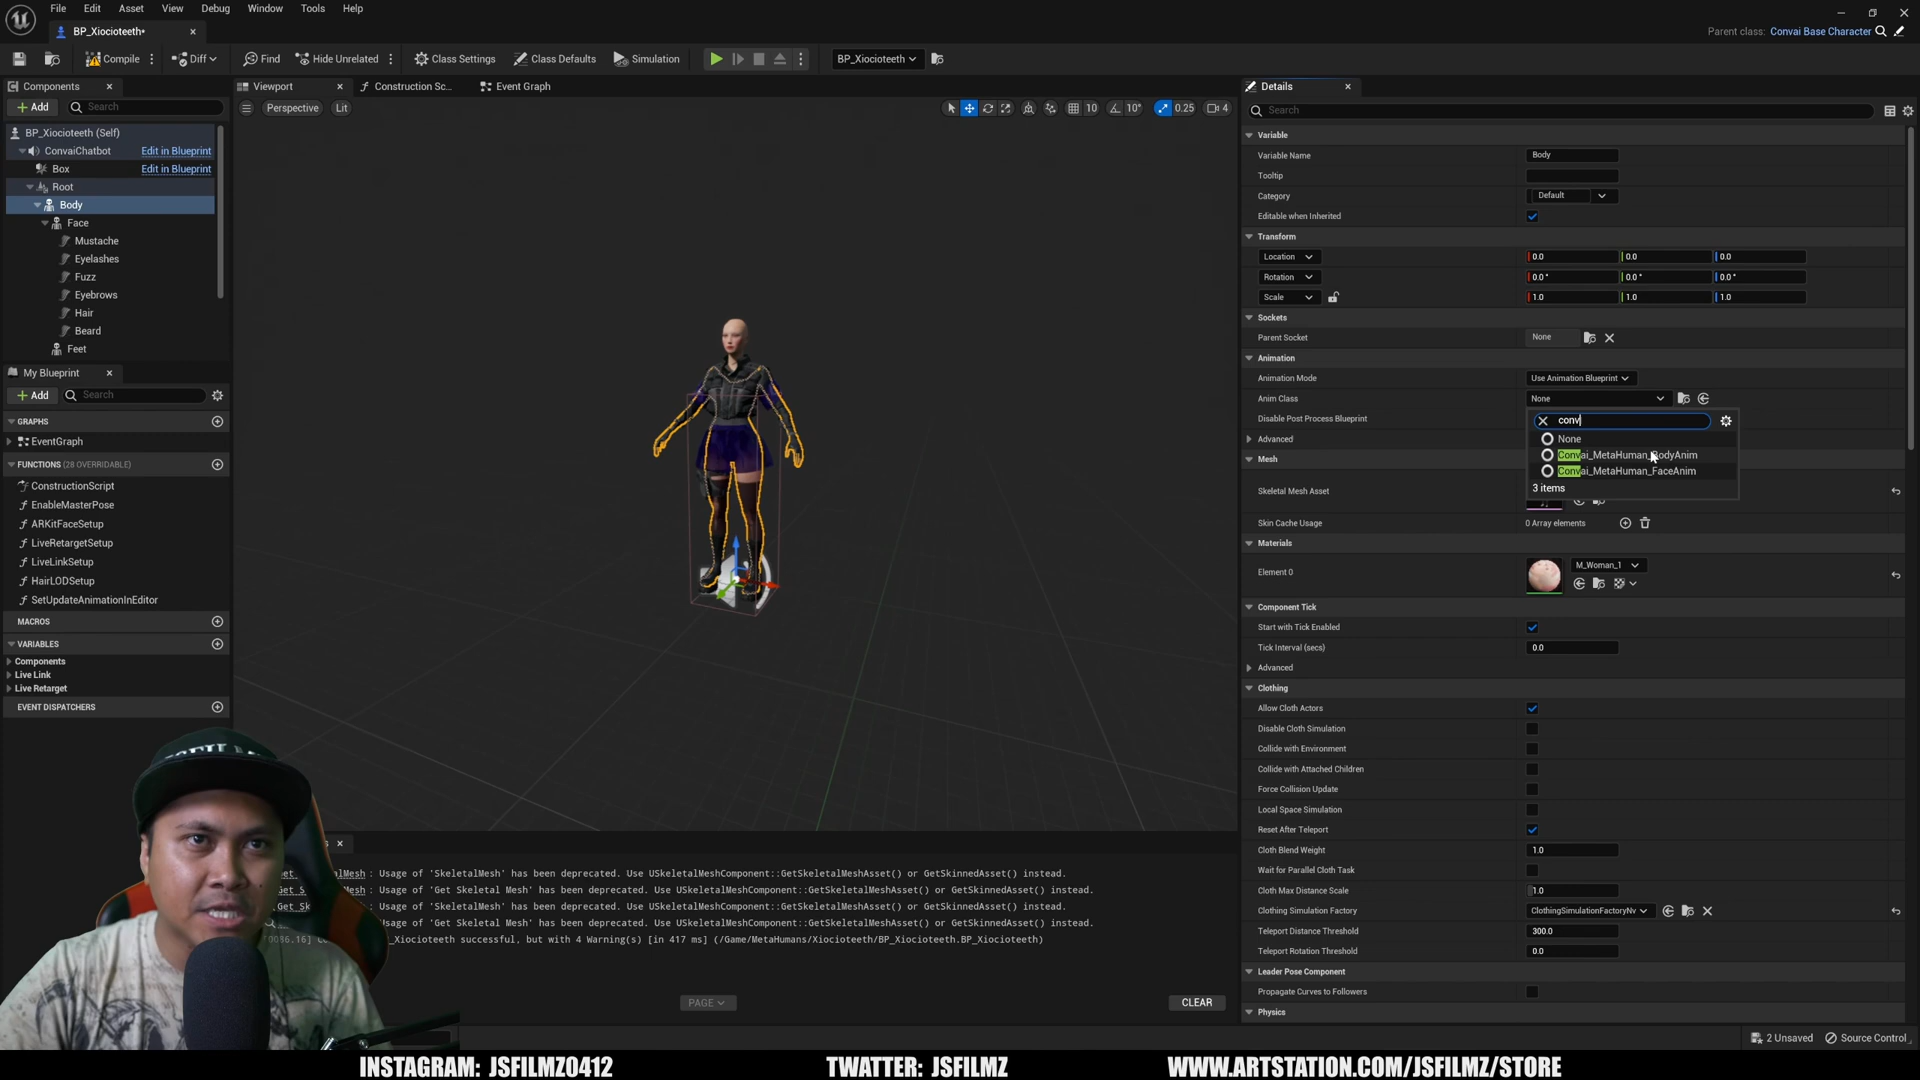 File Edit Asset View Debug Window Tools Help
BP_Xiocioteeth•
Parent class: Convai Base Character
Compile Diff Find Hide Unrelated Class Settings Class Defaults Simulation BP_Xiocioteeth
Components
Add Search
BP_Xiocioteeth (Self)
ConvaiChatbot Edit in Blueprint
Box Edit in Blueprint
Root
Body
Face
Mustache
Eyelashes
Fuzz
Eyebrows
Hair
Beard
Feet
My Blueprint
Add Search
GRAPHS
EventGraph
FUNCTIONS (28 OVERRIDABLE)
ConstructionScript
EnableMasterPose
ARKitFaceSetup
LiveRetargetSetup
LiveLinkSetup
HairLODSetup
SetUpdateAnimationInEditor
MACROS
VARIABLES
Components
Live Link
Live Retarget
EVENT DISPATCHERS
Viewport Construction Sc... Event Graph
Perspective Lit 10 10° 0.25 4
: Usage of 'SkeletalMesh' has been deprecated. Use USkeletalMeshComponent::GetSkeletalMeshAsset() or GetSkinnedAsset() instead.
: Usage of 'Get Skeletal Mesh' has been deprecated. Use USkeletalMeshComponent::GetSkeletalMeshAsset() or GetSkinnedAsset() instead.
: Usage of 'SkeletalMesh' has been deprecated. Use USkeletalMeshComponent::GetSkeletalMeshAsset() or GetSkinnedAsset() instead.
: Usage of 'Get Skeletal Mesh' has been deprecated. Use USkeletalMeshComponent::GetSkeletalMeshAsset() or GetSkinnedAsset() instead.
_Xiocioteeth successful, but with 4 Warning(s) [in 417 ms] (/Game/MetaHumans/Xiocioteeth/BP_Xiocioteeth.BP_Xiocioteeth)
PAGE CLEAR
Details
Search
Variable
Variable Name Body
Tooltip
Category Default
Editable when Inherited
Transform
Location 0.0 0.0 0.0
Rotation 0.0° 0.0° 0.0°
Scale 1.0 1.0 1.0
Sockets
Parent Socket None
Animation
Animation Mode Use Animation Blueprint
Anim Class None
Disable Post Process Blueprint
conv
None
Convai_MetaHuman_BodyAnim
Convai_MetaHuman_FaceAnim
3 items
Advanced
Mesh
Skeletal Mesh Asset
Skin Cache Usage 0 Array elements
Materials
Element 0 M_Woman_1
Component Tick
Start with Tick Enabled
Tick Interval (secs) 0.0
Advanced
Clothing
Allow Cloth Actors
Disable Cloth Simulation
Collide with Environment
Collide with Attached Children
Force Collision Update
Local Space Simulation
Reset After Teleport
Cloth Blend Weight 1.0
Wait for Parallel Cloth Task
Cloth Max Distance Scale 1.0
Clothing Simulation Factory ClothingSimulationFactoryNv
Teleport Distance Threshold 300.0
Teleport Rotation Threshold 0.0
Leader Pose Component
Propagate Curves to Followers
Physics
2 Unsaved Source Control
INSTAGRAM: JSFILMZ0412 TWATTER: JSFILMZ WWW.ARTSTATION.COM/JSFILMZ/STORE